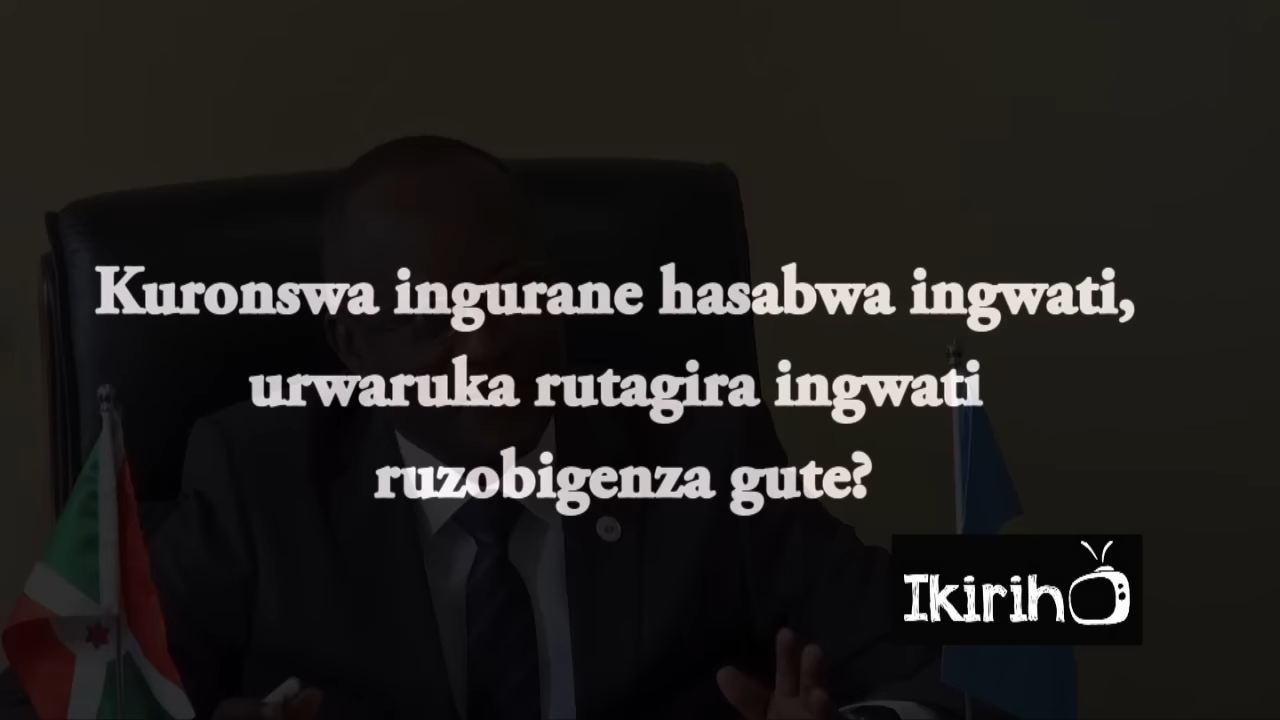 Kuronswa ingurane hasabwa ingwati,
urwaruka rutagira ingwati
ruzobigenza gute?
Ikiriho